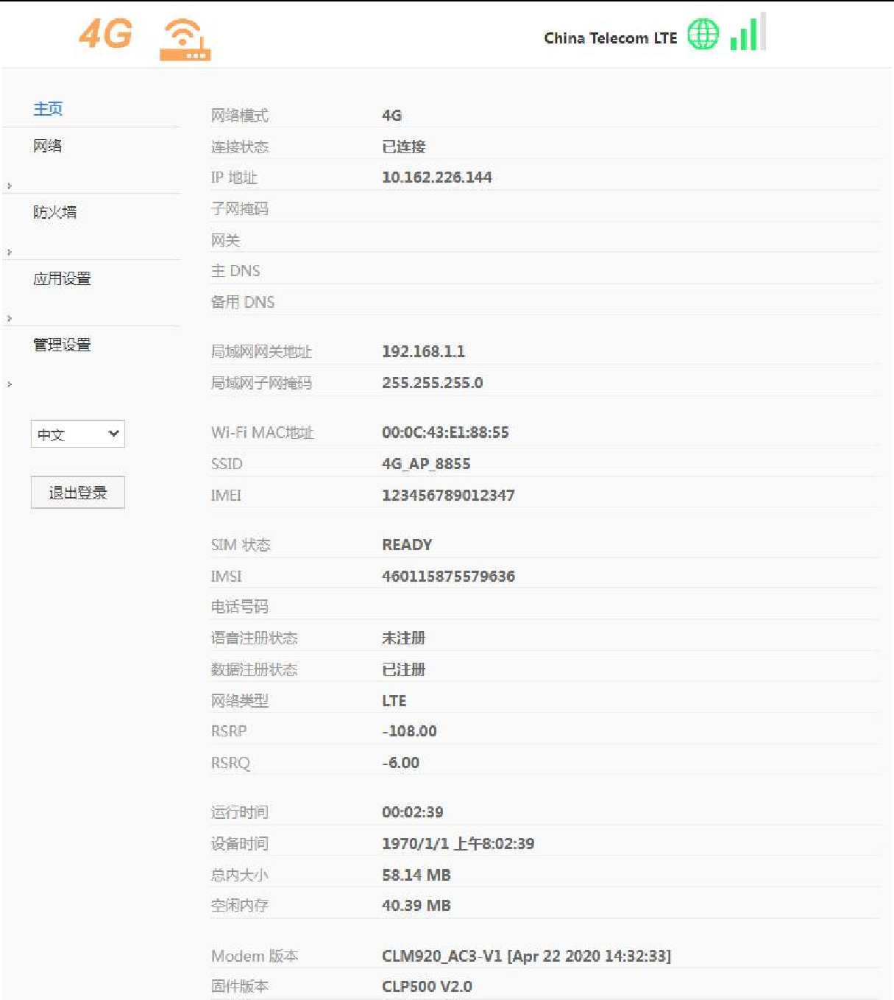 4G
China Telecom LTE
主页
网络
防火墙
应用设置
管理设置
中文
退出登录
网络模式 4G
连接状态 已连接
IP 地址 10.162.226.144
子网掩码
网关
主 DNS
备用 DNS
局域网网关地址 192.168.1.1
局域网子网掩码 255.255.255.0
Wi-Fi MAC地址 00:0C:43:E1:88:55
SSID 4G_AP_8855
IMEI 123456789012347
SIM 状态 READY
IMSI 460115875579636
电话号码
语音注册状态 未注册
数据注册状态 已注册
网络类型 LTE
RSRP -108.00
RSRQ -6.00
运行时间 00:02:39
设备时间 1970/1/1 上午8:02:39
总内大小 58.14 MB
空闲内存 40.39 MB
Modem 版本 CLM920_AC3-V1 [Apr 22 2020 14:32:33]
固件版本 CLP500 V2.0